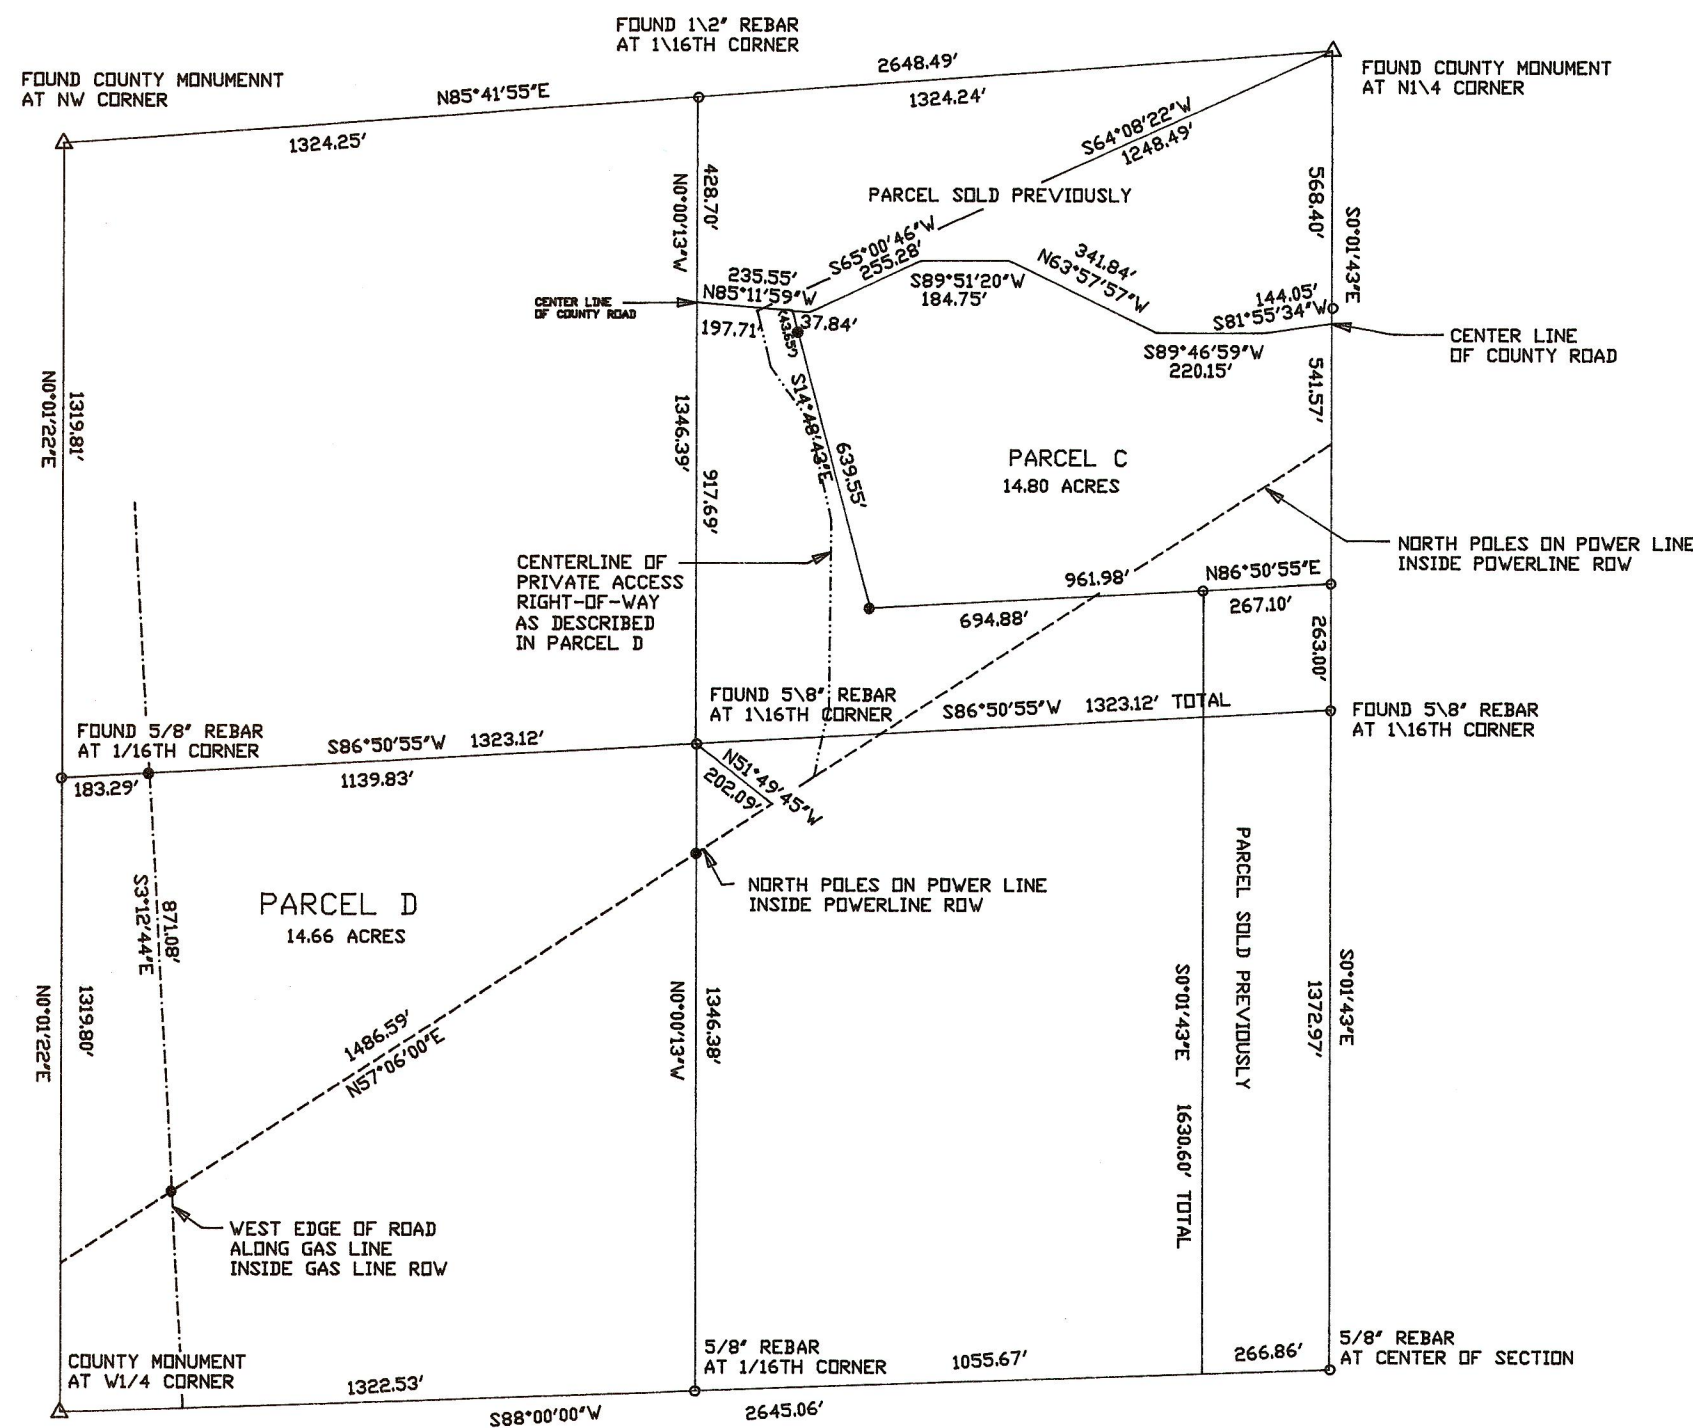 FOUND 1\2" REBAR
AT 1\16TH CORNER
FOUND COUNTY MONUMENNT
AT NW CORNER
N85°41'55"E
1324.25'
2648.49'
1324.24'
FOUND COUNTY MONUMENT
AT N1\4 CORNER
S64°08'22"W
1248.49'
PARCEL SOLD PREVIOUSLY
428.70'
N0°00'13"W
568.40'
S0°01'43"E
S65°00'46"W
255.28'
235.55'
N85°11'59"W
197.71'
37.84'
(43.65')
CENTER LINE
OF COUNTY ROAD
S89°51'20"W
184.75'
341.84'
N63°57'57"W
144.05'
S81°55'34"W
S89°46'59"W
220.15'
CENTER LINE
OF COUNTY ROAD
N0°01'22"E
1319.81'
1346.39'
917.69'
S14°48'43"E
639.55'
541.57'
PARCEL C
14.80 ACRES
NORTH POLES ON POWER LINE
INSIDE POWERLINE ROW
CENTERLINE OF
PRIVATE ACCESS
RIGHT-OF-WAY
AS DESCRIBED
IN PARCEL D
961.98'
N86°50'55"E
694.88'
267.10'
263.00'
FOUND 5\8" REBAR
AT 1\16TH CORNER
S86°50'55"W 1323.12' TOTAL
FOUND 5\8" REBAR
AT 1\16TH CORNER
FOUND 5/8" REBAR
AT 1/16TH CORNER
S86°50'55"W 1323.12'
183.29'
1139.83'
N51°49'45"W
202.09'
NORTH POLES ON POWER LINE
INSIDE POWERLINE ROW
PARCEL D
14.66 ACRES
S3°12'44"E
871.08'
PARCEL SOLD PREVIOUSLY
N0°01'22"E
1319.80'
1486.59'
N57°06'00"E
N0°00'13"W
1346.38'
S0°01'43"E 1630.60' TOTAL
1372.97'
S0°01'43"E
WEST EDGE OF ROAD
ALONG GAS LINE
INSIDE GAS LINE ROW
COUNTY MONUMENT
AT W1/4 CORNER
1322.53'
5/8" REBAR
AT 1/16TH CORNER
1055.67'
266.86'
5/8" REBAR
AT CENTER OF SECTION
S88°00'00"W
2645.06'